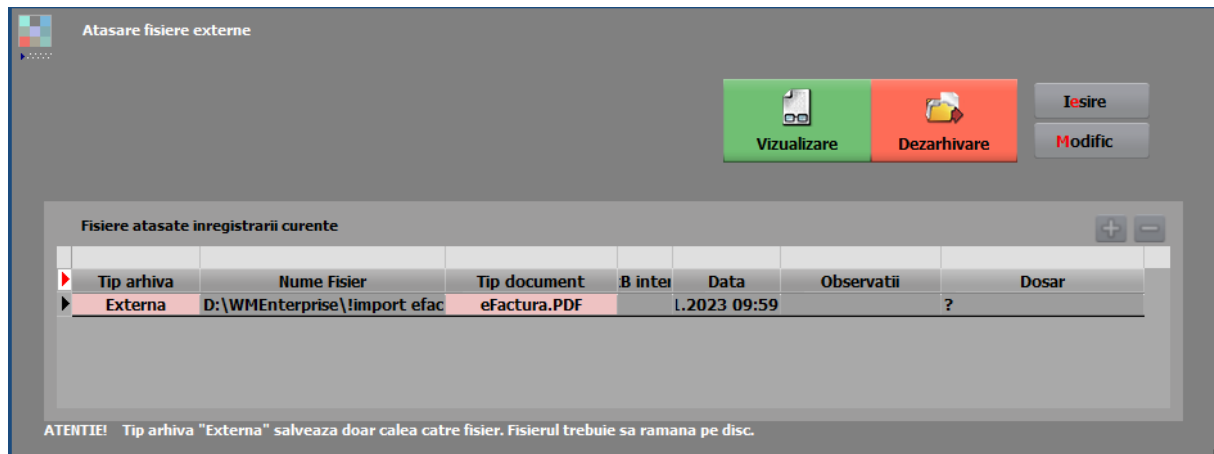 Atasare fisiere externe
Vizualizare
Dezarhivare
Iesire
Modific
Fisiere atasate inregistrarii curente
Tip arhiva Nume Fisier Tip document :B inter Data Observatii Dosar
Externa D:\WMEnterprise\!import efac eFactura.PDF 1.2023 09:59 ?
ATENTIE! Tip arhiva "Externa" salveaza doar calea catre fisier. Fisierul trebuie sa ramana pe disc.